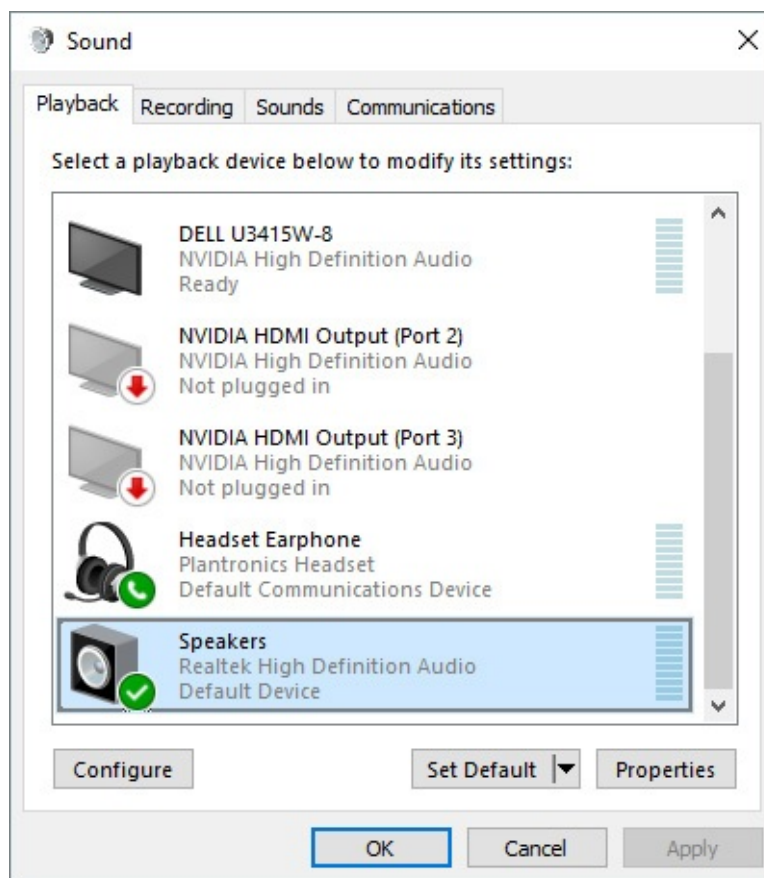 Sound
Playback Recording Sounds Communications
Select a playback device below to modify its settings:
DELL U3415W-8
NVIDIA High Definition Audio
Ready
NVIDIA HDMI Output (Port 2)
NVIDIA High Definition Audio
Not plugged in
NVIDIA HDMI Output (Port 3)
NVIDIA High Definition Audio
Not plugged in
Headset Earphone
Plantronics Headset
Default Communications Device
Speakers
Realtek High Definition Audio
Default Device
Configure Set Default Properties
OK Cancel Apply